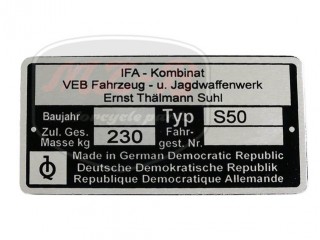 IFA - Kombinat
VEB Fahrzeug - u. Jagdwaffenwerk
Ernst Thälmann Suhl
Baujahr Typ S50
Zul. Ges. Masse kg 230 Fahr- gest. Nr.
Made in German Democratic Republic
Deutsche Demokratische Republik
Republique Democratique Allemande